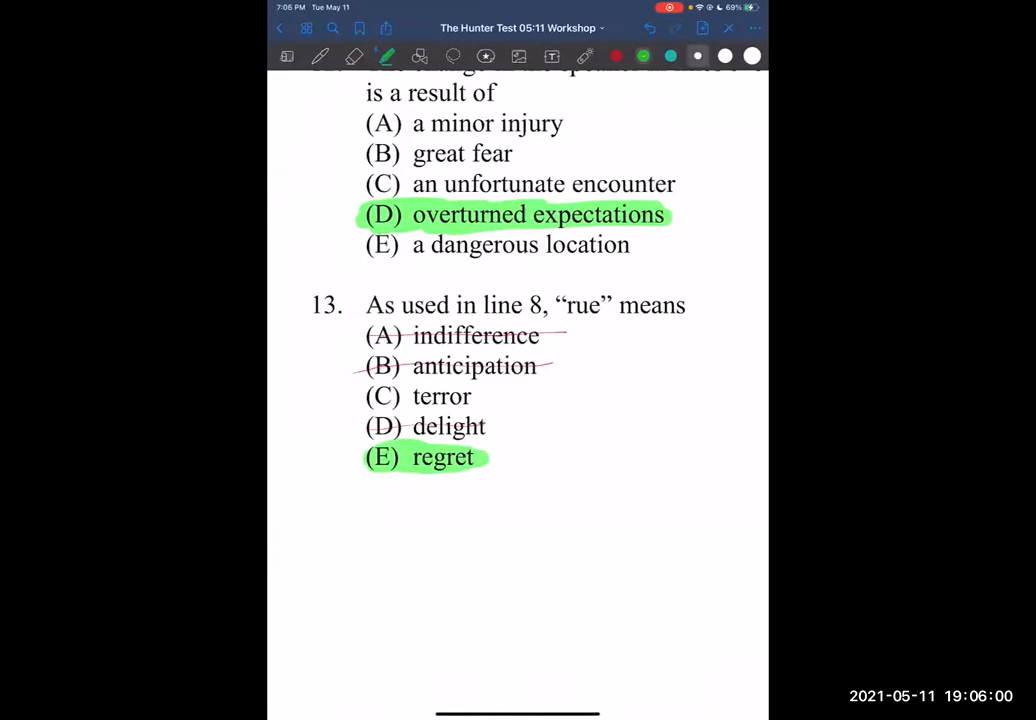 7:05 PM Tue May 11
69%
The Hunter Test 05:11 Workshop
is a result of
(A) a minor injury
(B) great fear
(C) an unfortunate encounter
(D) overturned expectations
(E) a dangerous location
13. As used in line 8, “rue” means
(A) indifference
(B) anticipation
(C) terror
(D) delight
(E) regret
2021-05-11 19:06:00